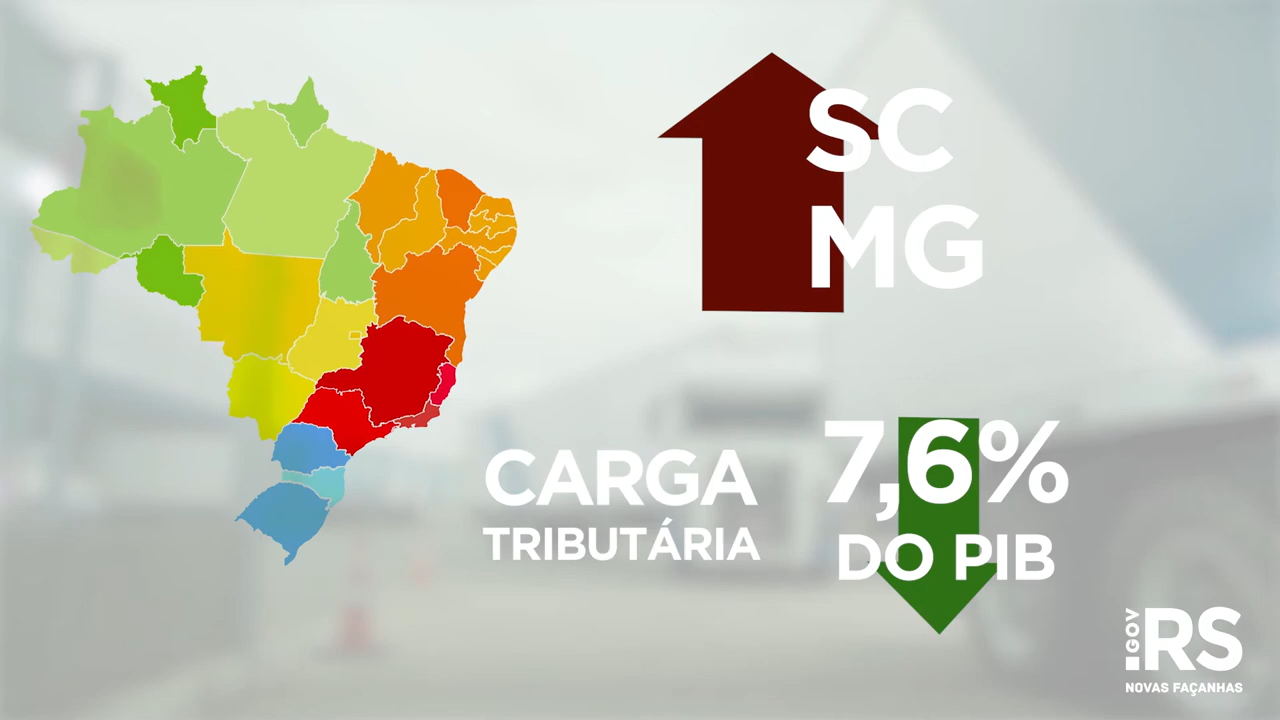 SC
MG
CARGA
TRIBUTÁRIA
7,6%
DO PIB
GOV
RS
NOVAS FAÇANHAS